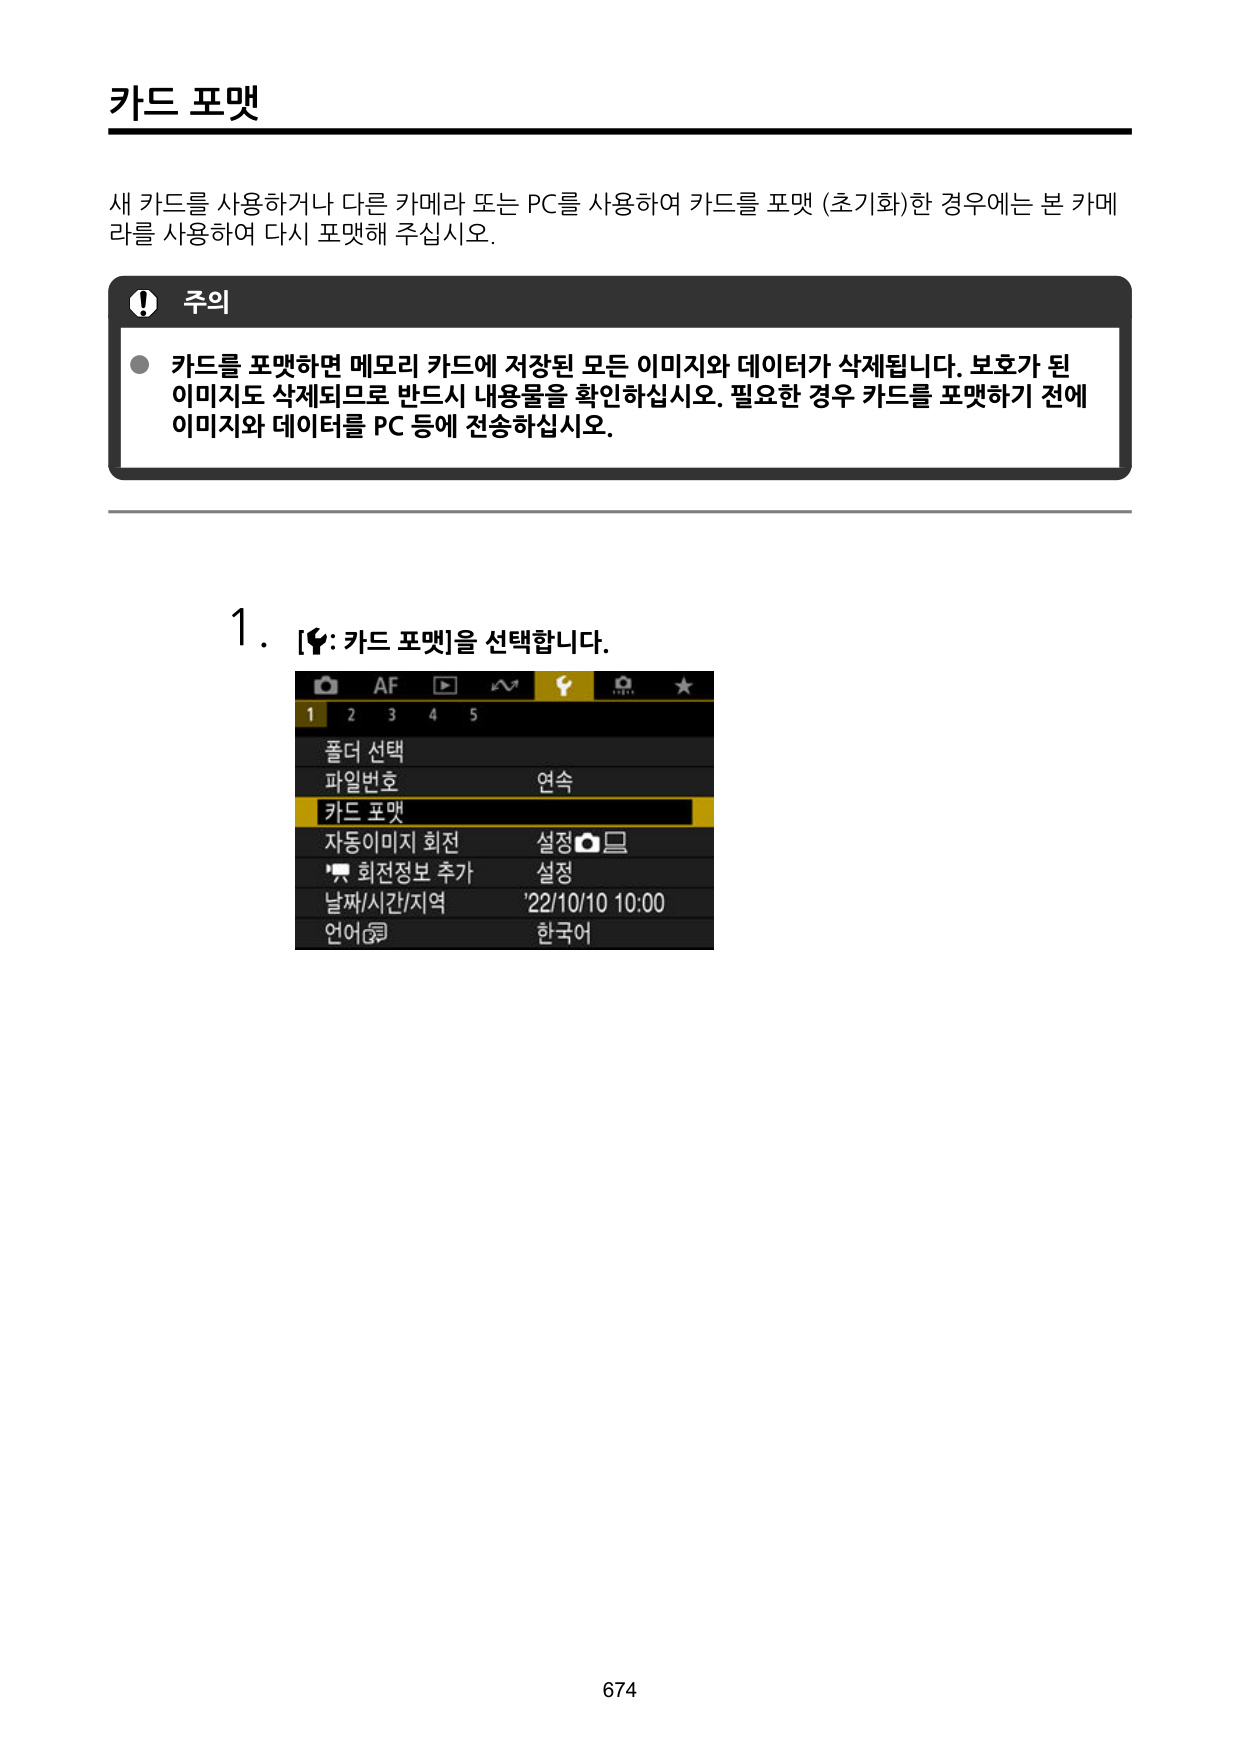 카드 포맷
새 카드를 사용하거나 다른 카메라 또는 PC를 사용하여 카드를 포맷 (초기화)한 경우에는 본 카메
라를 사용하여 다시 포맷해 주십시오.
주의
● 카드를 포맷하면 메모리 카드에 저장된 모든 이미지와 데이터가 삭제됩니다. 보호가 된
이미지도 삭제되므로 반드시 내용물을 확인하십시오. 필요한 경우 카드를 포맷하기 전에
이미지와 데이터를 PC 등에 전송하십시오.
1. [: 카드 포맷]을 선택합니다.
AF
1 2 3 4 5
폴더 선택
파일번호 연속
카드 포맷
자동이미지 회전 설정
회전정보 추가 설정
날짜/시간/지역 '22/10/10 10:00
언어 한국어
674